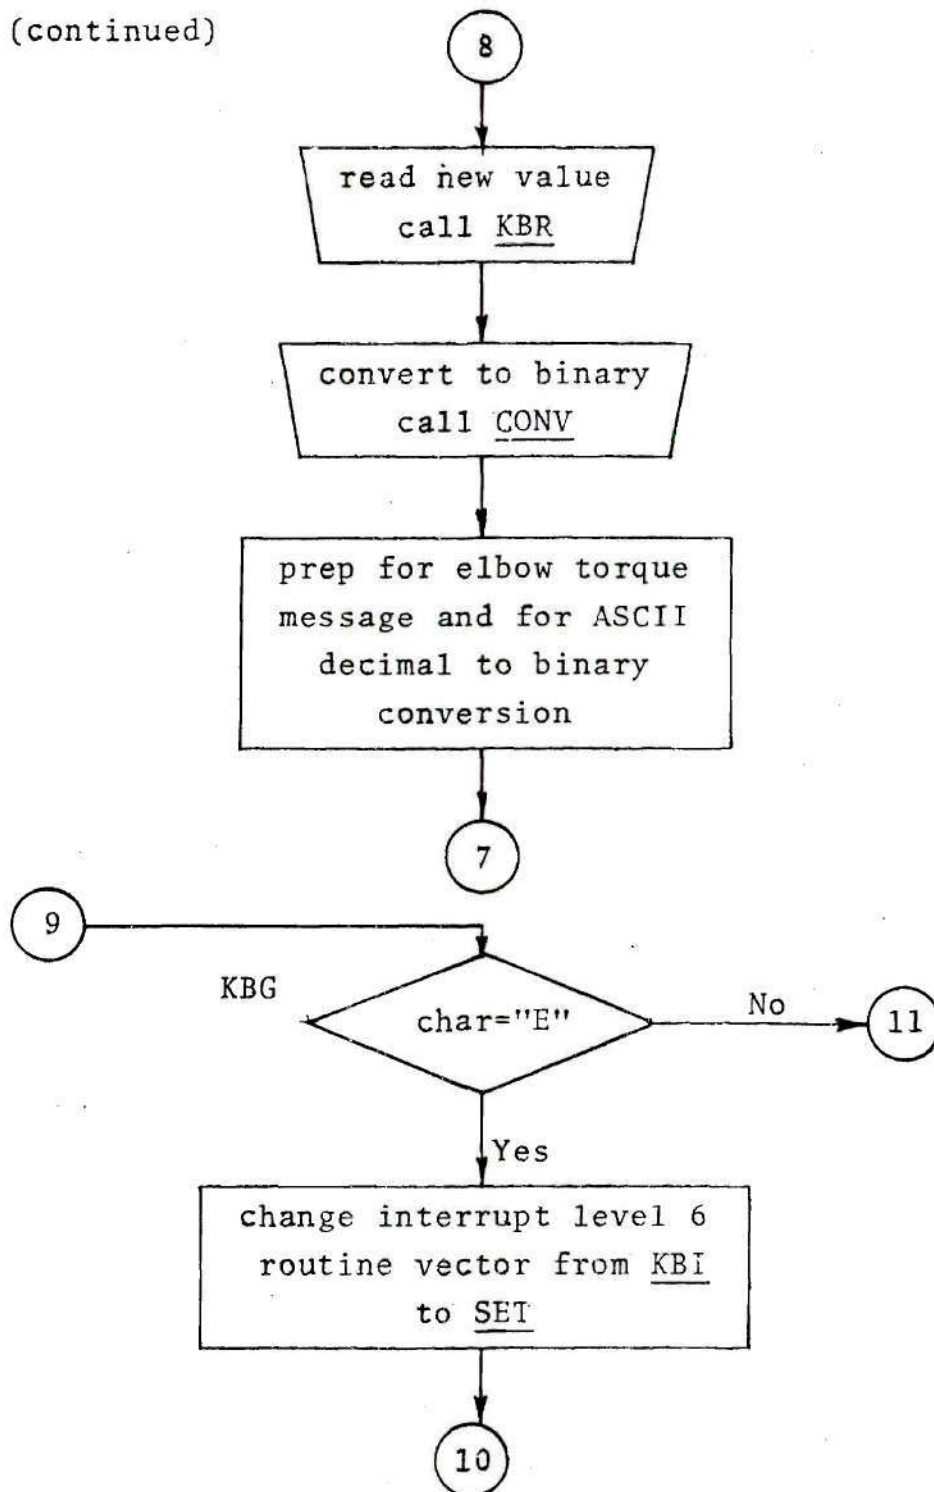 (continued)
8
read new value
call KBR
convert to binary
call CONV
prep for elbow torque
message and for ASCII
decimal to binary
conversion
7
9
KBG
char="E"
No
11
Yes
change interrupt level 6
routine vector from KBI
to SET
10